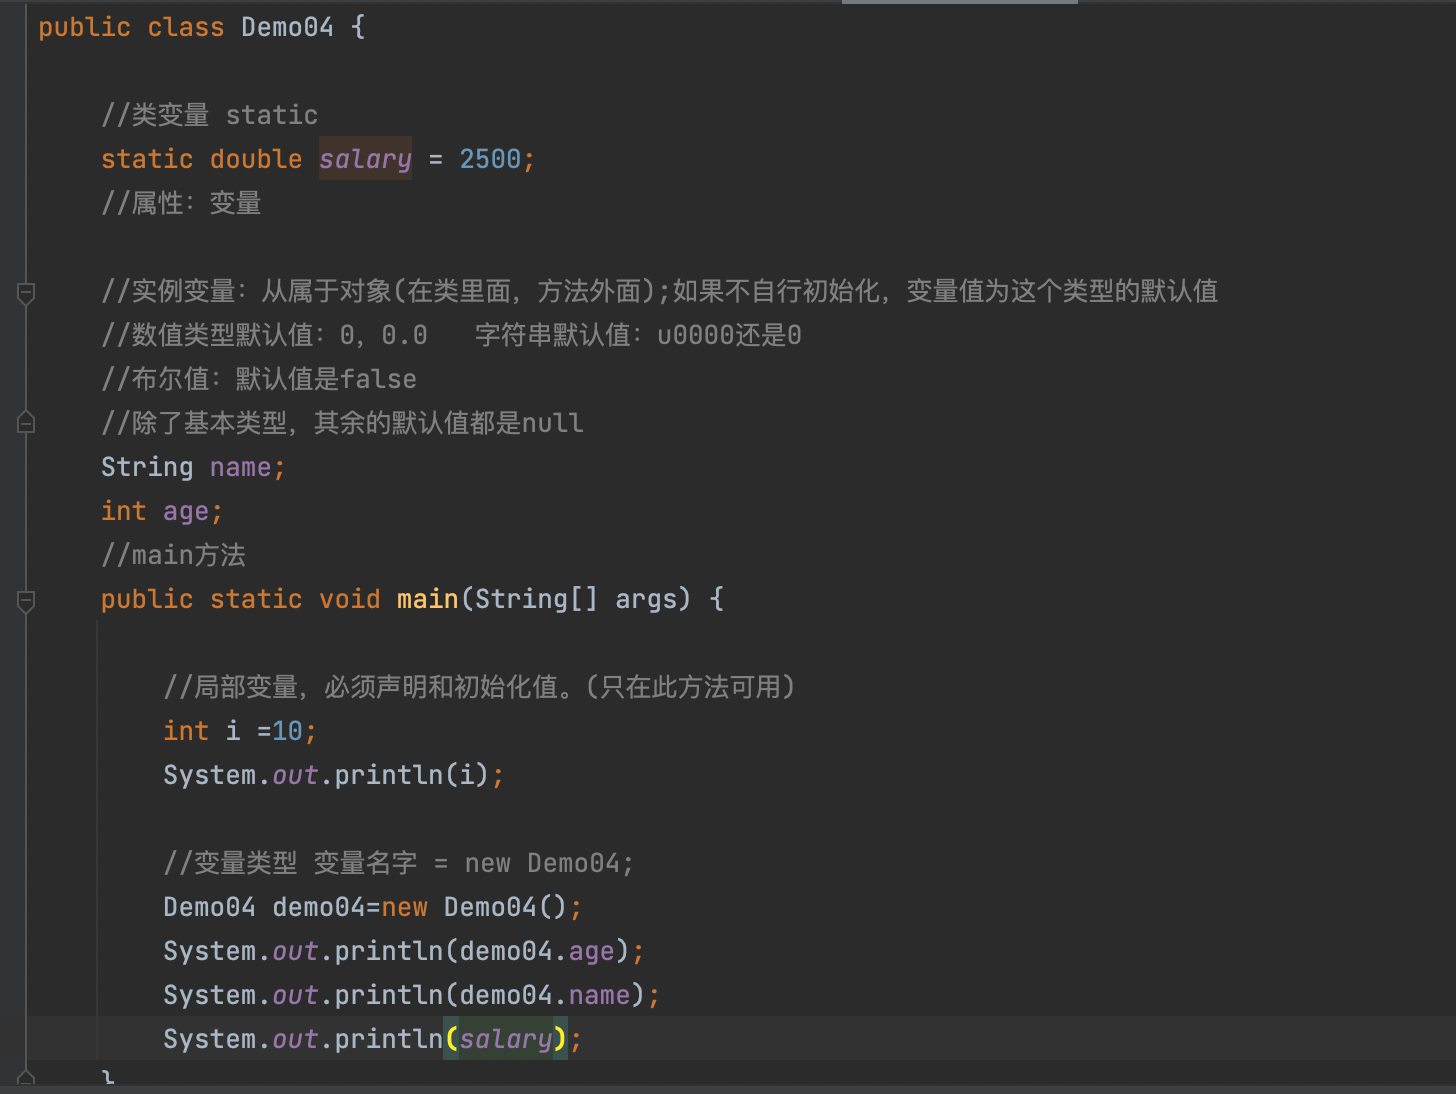 public class Demo04 {
//类变量 static
static double salary = 2500;
//属性：变量
//实例变量：从属于对象(在类里面，方法外面);如果不自行初始化，变量值为这个类型的默认值
//数值类型默认值：0，0.0   字符串默认值：u0000还是0
//布尔值：默认值是false
//除了基本类型，其余的默认值都是null
String name;
int age;
//main方法
public static void main(String[] args) {
//局部变量，必须声明和初始化值。(只在此方法可用)
int i =10;
System.out.println(i);
//变量类型 变量名字 = new Demo04;
Demo04 demo04=new Demo04();
System.out.println(demo04.age);
System.out.println(demo04.name);
System.out.println(salary);
}